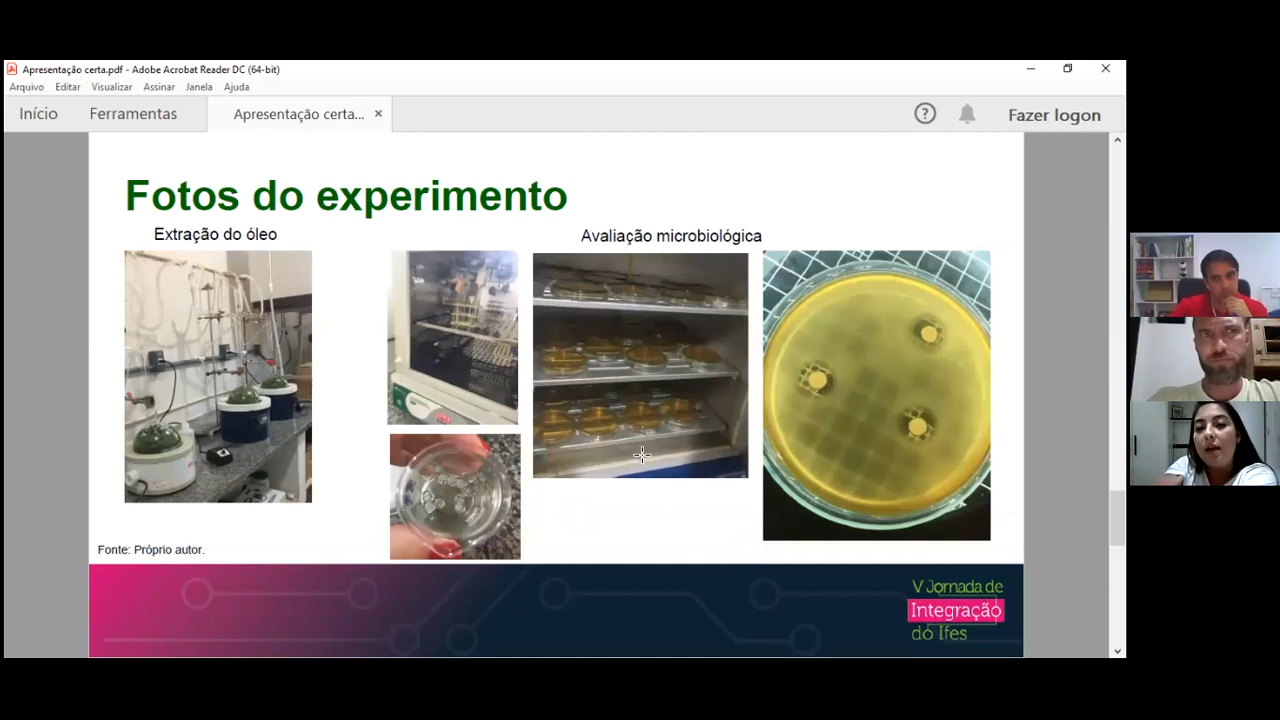 Apresentação certa.pdf - Adobe Acrobat Reader DC (64-bit)
Arquivo Editar Visualizar Assinar Janela Ajuda
Início Ferramentas Apresentação certa... Fazer logon
Fotos do experimento
Extração do óleo
Avaliação microbiológica
Fonte: Próprio autor.
V Jornada de
Integração
do Ifes